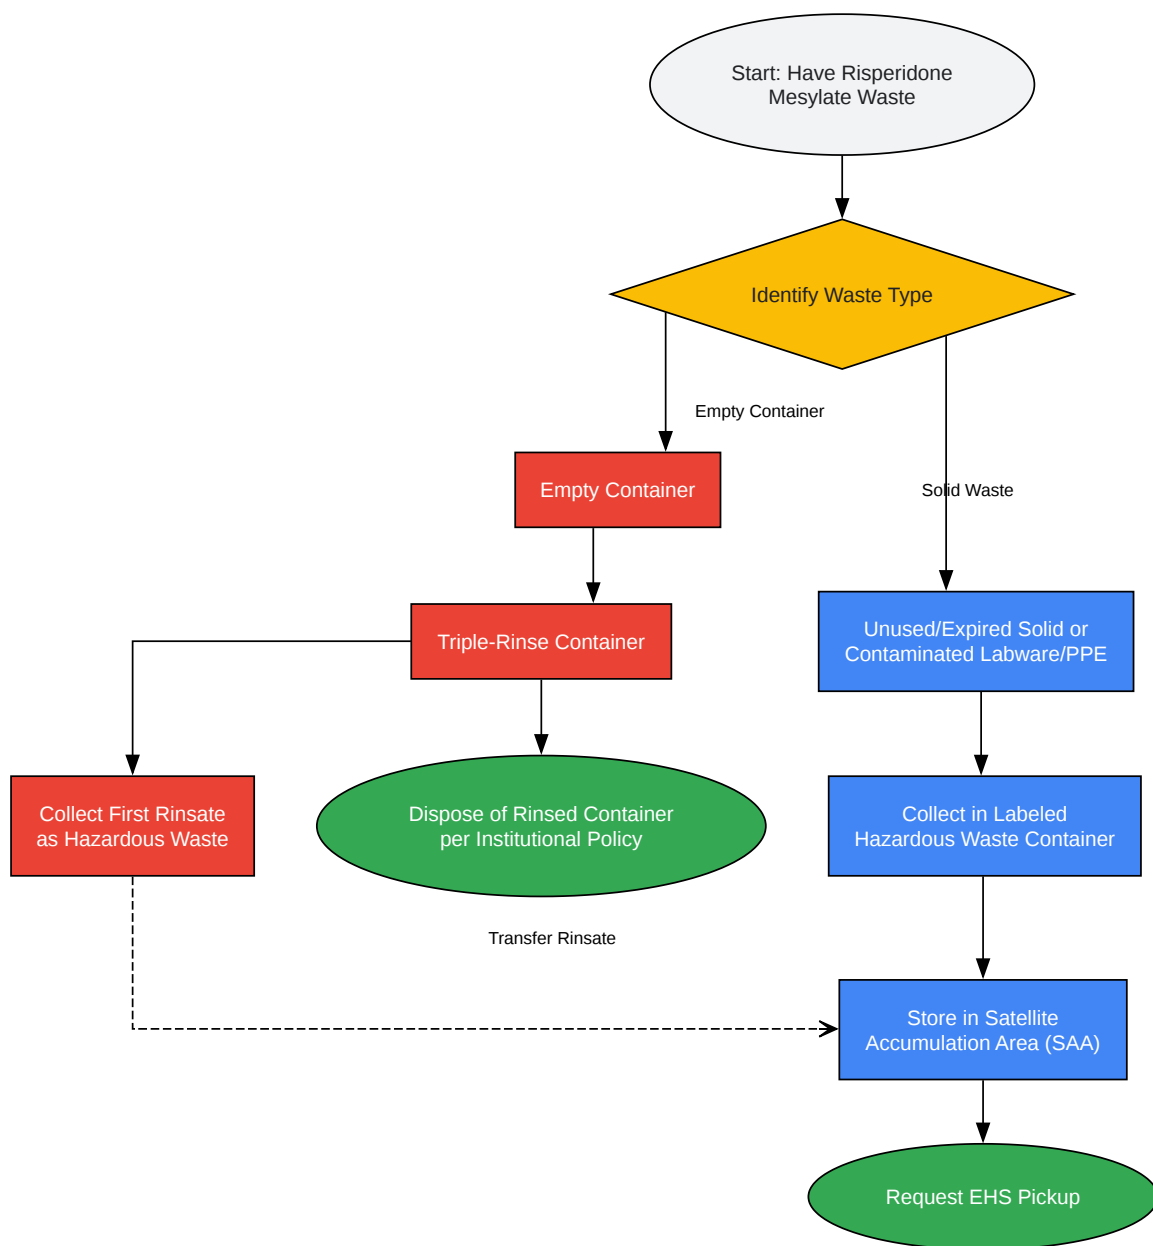 Start: Have Risperidone
Mesylate Waste
Identify Waste Type
Empty Container
Solid Waste
Empty Container
Triple-Rinse Container
Unused/Expired Solid or
Contaminated Labware/PPE
Collect First Rinsate
as Hazardous Waste
Dispose of Rinsed Container
per Institutional Policy
Collect in Labeled
Hazardous Waste Container
Transfer Rinsate
Store in Satellite
Accumulation Area (SAA)
Request EHS Pickup